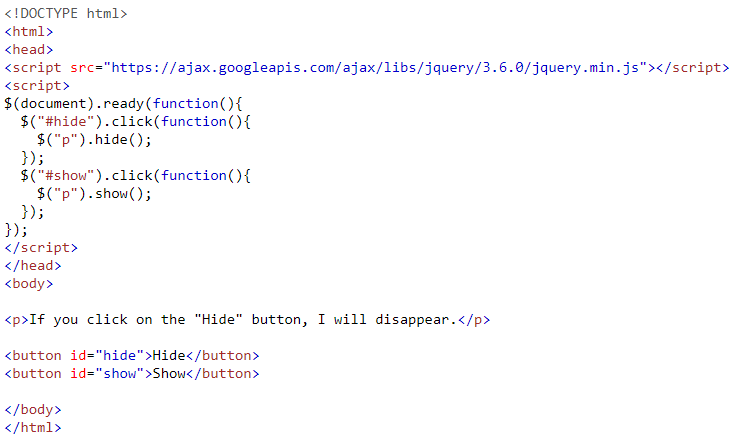 <!DOCTYPE html>
<html>
<head>
<script src="https://ajax.googleapis.com/ajax/libs/jquery/3.6.0/jquery.min.js"></script>
<script>
$(document).ready(function(){
  $("#hide").click(function(){
    $("p").hide();
  });
  $("#show").click(function(){
    $("p").show();
  });
});
</script>
</head>
<body>

<p>If you click on the "Hide" button, I will disappear.</p>

<button id="hide">Hide</button>
<button id="show">Show</button>

</body>
</html>